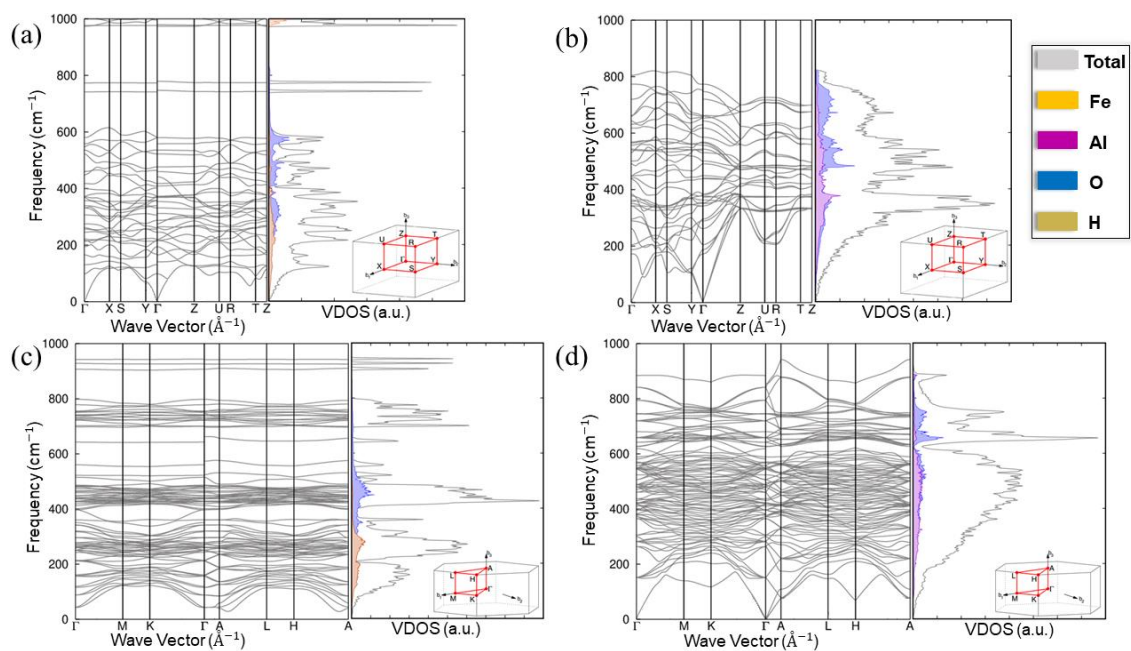 (a)
1000
800
600
400
200
0
Frequency (cm⁻¹)
Γ X S Y Γ Z U R T Z
Wave Vector (Å⁻¹)
VDOS (a.u.)
Z T
U R
Γ Y
X S
(b)
1000
800
600
400
200
0
Frequency (cm⁻¹)
Γ X S Y Γ Z U R T Z
Wave Vector (Å⁻¹)
VDOS (a.u.)
Z T
U R
Γ Y
X S
Total
Fe
Al
O
H
(c)
1000
800
600
400
200
0
Frequency (cm⁻¹)
Γ M K Γ A L H A
Wave Vector (Å⁻¹)
VDOS (a.u.)
A
L H
Γ
M K
(d)
1000
800
600
400
200
0
Frequency (cm⁻¹)
Γ M K Γ A L H A
Wave Vector (Å⁻¹)
VDOS (a.u.)
A
L H
Γ
M K